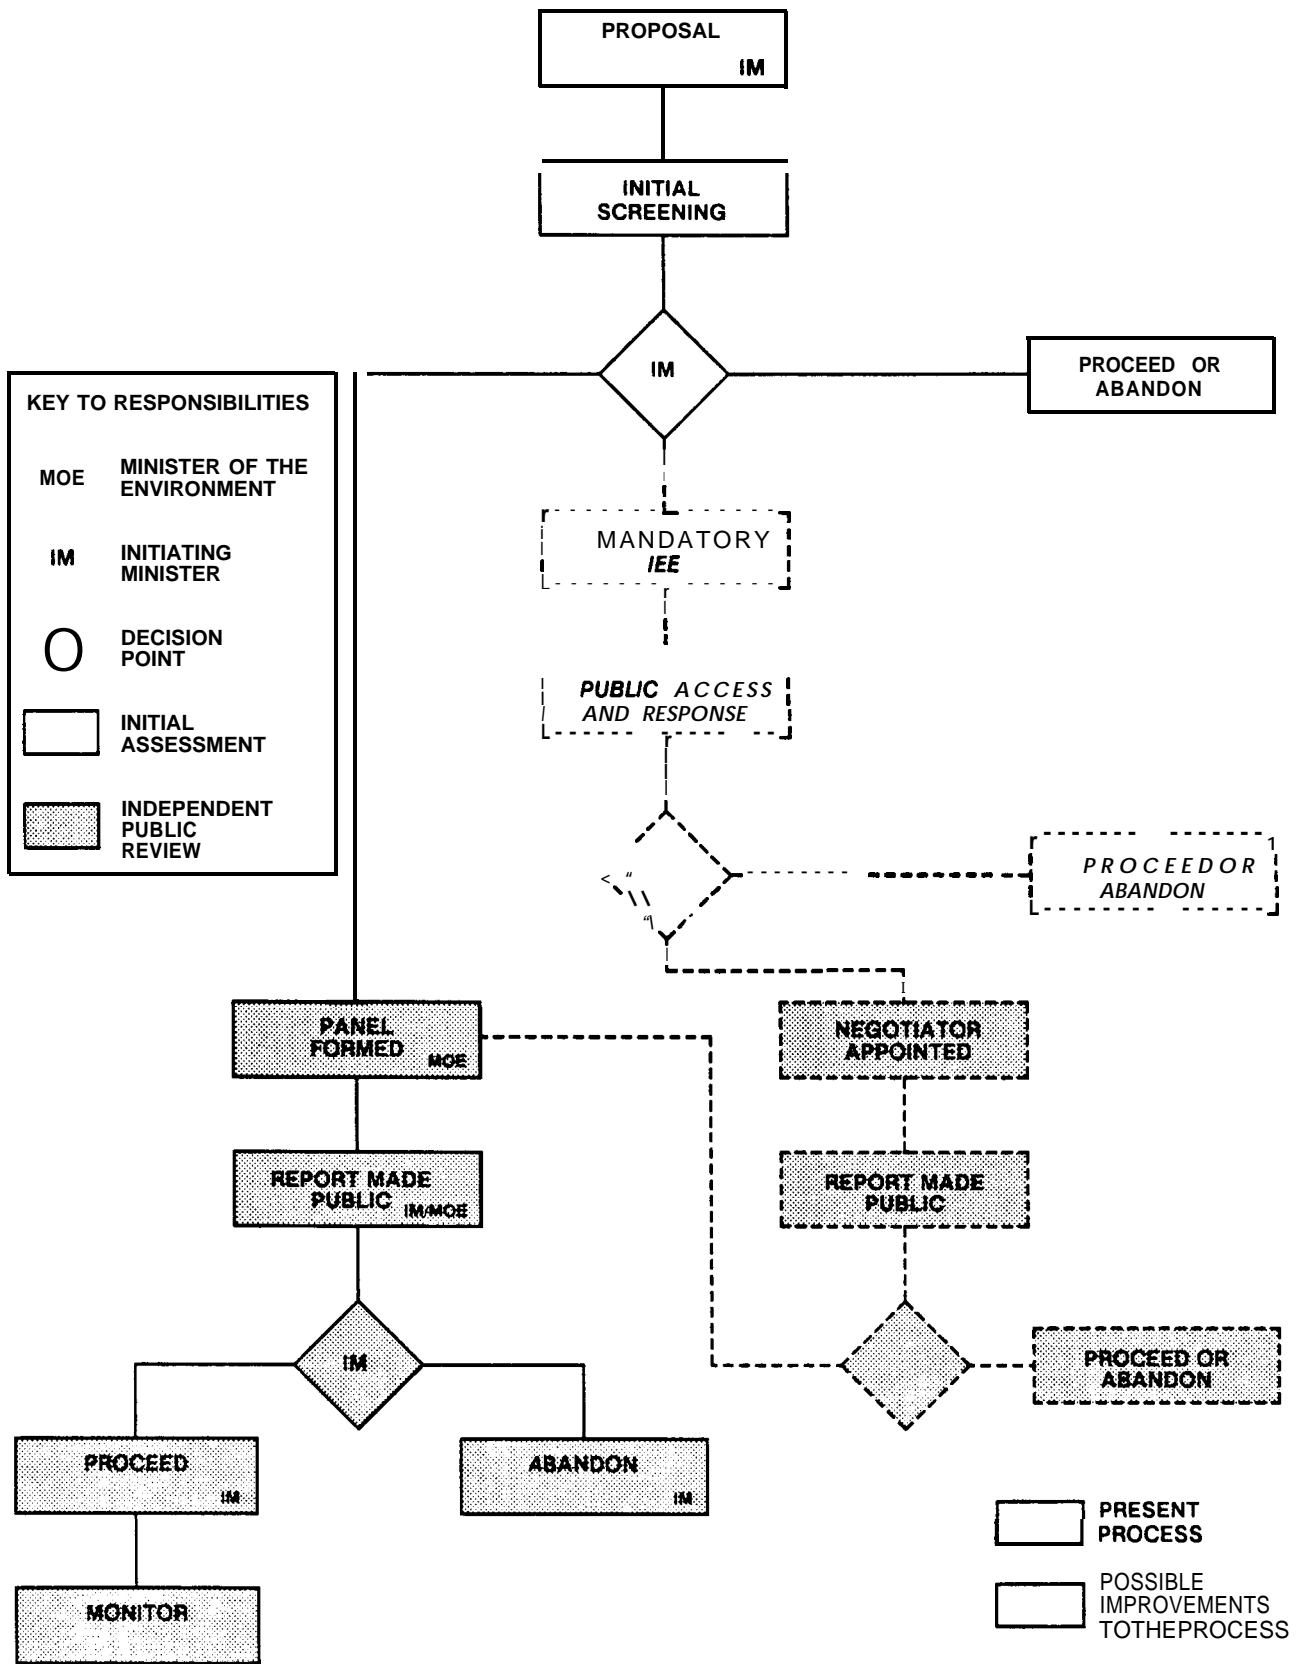 PROPOSAL
IM
INITIAL
SCREENING
IM
PROCEED OR
ABANDON
KEY TO RESPONSIBILITIES
MOE
MINISTER OF THE
ENVIRONMENT
IM
INITIATING
MINISTER
O
DECISION
POINT
INITIAL
ASSESSMENT
INDEPENDENT
PUBLIC
REVIEW
MANDATORY
IEE
PUBLIC ACCESS
AND RESPONSE
PROCEEDOR
ABANDON
PANEL
FORMED
MOE
NEGOTIATOR
APPOINTED
REPORT MADE
PUBLIC
IM/MOE
REPORT MADE
PUBLIC
IM
PROCEED OR
ABANDON
PROCEED
IM
ABANDON
IM
MONITOR
PRESENT
PROCESS
POSSIBLE
IMPROVEMENTS
TOTHEPROCESS